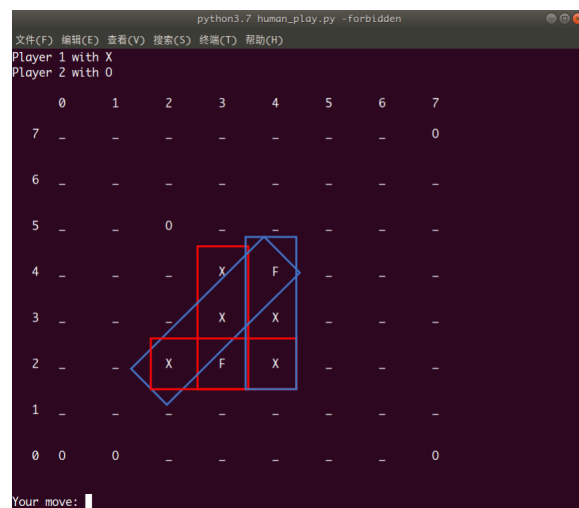 python3.7 human_play.py -forbidden
文件(F) 编辑(E) 查看(V) 搜索(S) 终端(T) 帮助(H)
Player 1 with X
Player 2 with O
0 1 2 3 4 5 6 7
7 _ _ _ _ _ _ _ O
6 _ _ _ _ _ _ _ _
5 _ _ O _ _ _ _ _
4 _ _ _ X F _ _ _
3 _ _ _ X X _ _ _
2 _ _ X F X _ _ _
1 _ _ _ _ _ _ _ _
0 O O _ _ _ _ _ O
Your move: